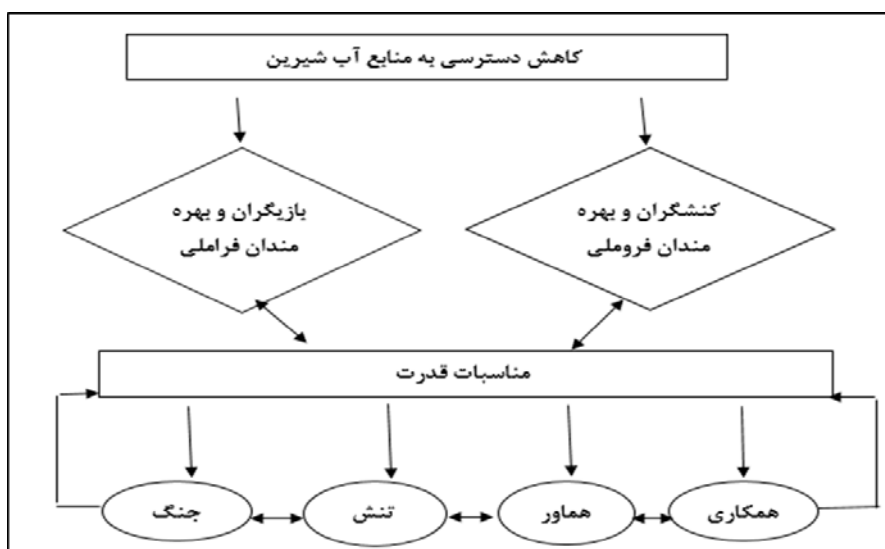 کاهش دسترسی به منابع آب شیرین
کنشگران و بهره
مندان فروملی
بازیگران و بهره
مندان فراملی
مناسبات قدرت
همکاری
هماور
تنش
جنگ